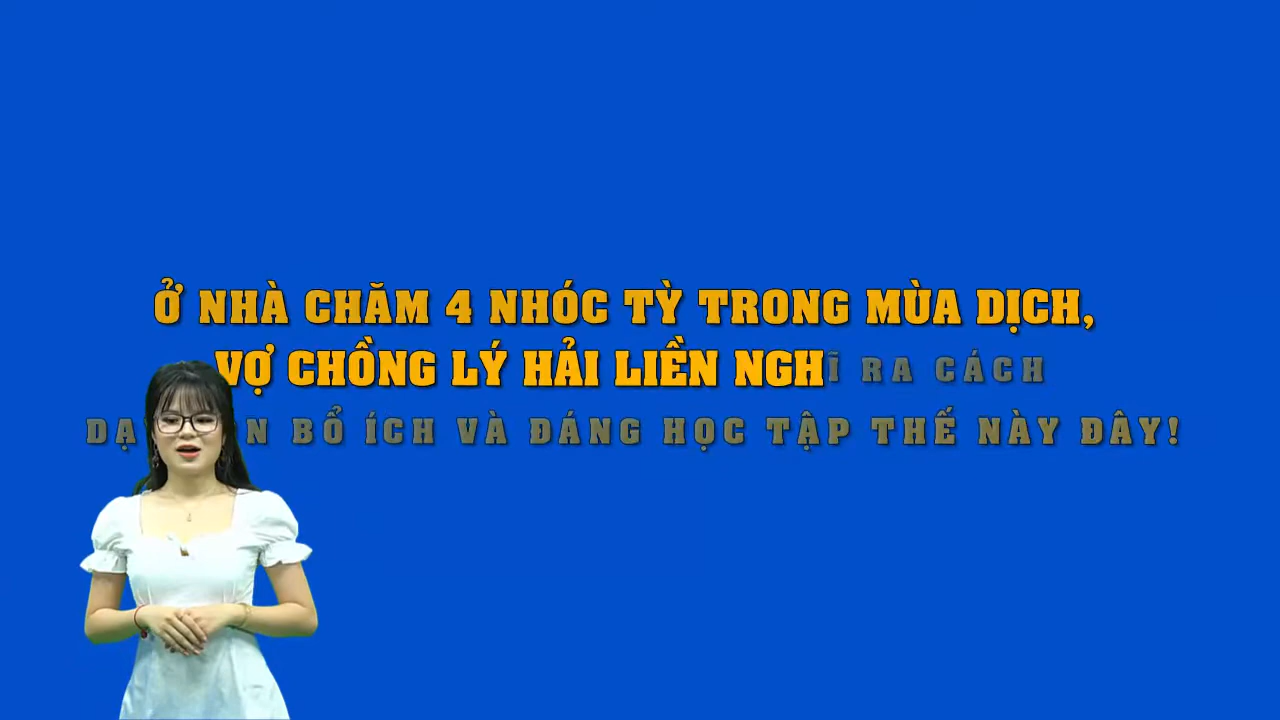 Ở NHÀ CHĂM 4 NHÓC TỲ TRONG MÙA DỊCH,
VỢ CHỒNG LÝ HẢI LIỀN NGHĨ RA CÁCH
BỔ ÍCH VÀ ĐÁNG HỌC TẬP THẾ NÀY ĐÂY!